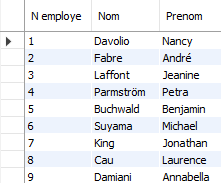 N employe Nom Prenom
1 Davolio Nancy
2 Fabre André
3 Laffont Jeanine
4 Parmström Petra
5 Buchwald Benjamin
6 Suyama Michael
7 King Jonathan
8 Cau Laurence
9 Damiani Annabella